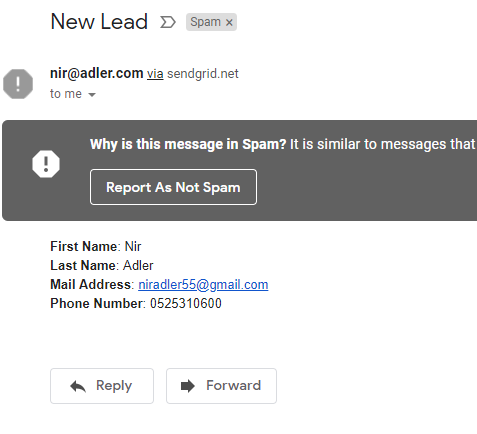 New Lead Spam ×
nir@adler.com via sendgrid.net
to me
Why is this message in Spam? It is similar to messages that
Report As Not Spam
First Name: Nir
Last Name: Adler
Mail Address: niradler55@gmail.com
Phone Number: 0525310600
Reply Forward